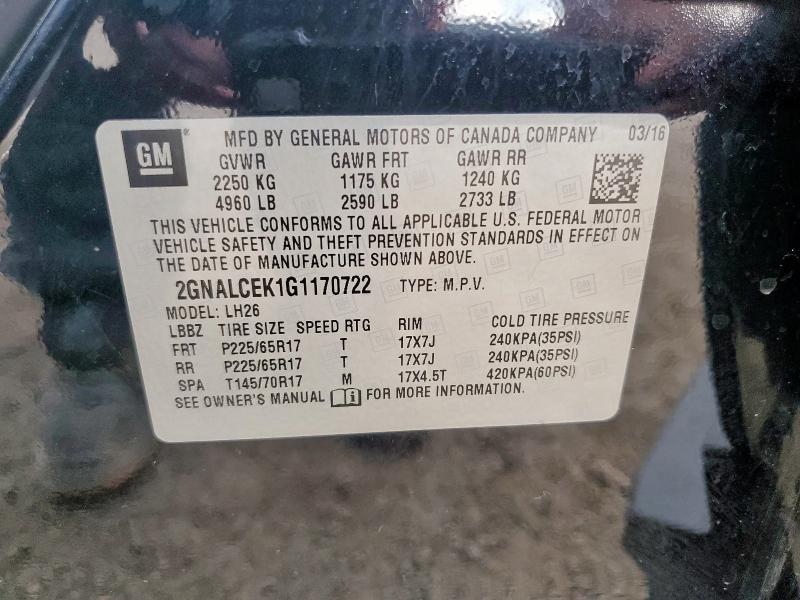 GM
MFD BY GENERAL MOTORS OF CANADA COMPANY 03/16
GVWR GAWR FRT GAWR RR
2250 KG 1175 KG 1240 KG
4960 LB 2590 LB 2733 LB
THIS VEHICLE CONFORMS TO ALL APPLICABLE U.S. FEDERAL MOTOR
VEHICLE SAFETY AND THEFT PREVENTION STANDARDS IN EFFECT ON
THE DATE OF MANUFACTURE SHOWN ABOVE.
2GNALCEK1G1170722 TYPE: M.P.V.
MODEL: LH26
LBBZ TIRE SIZE SPEED RTG RIM COLD TIRE PRESSURE
FRT P225/65R17 T 17X7J 240KPA(35PSI)
RR P225/65R17 T 17X7J 240KPA(35PSI)
SPA T145/70R17 M 17X4.5T 420KPA(60PSI)
SEE OWNER'S MANUAL FOR MORE INFORMATION.